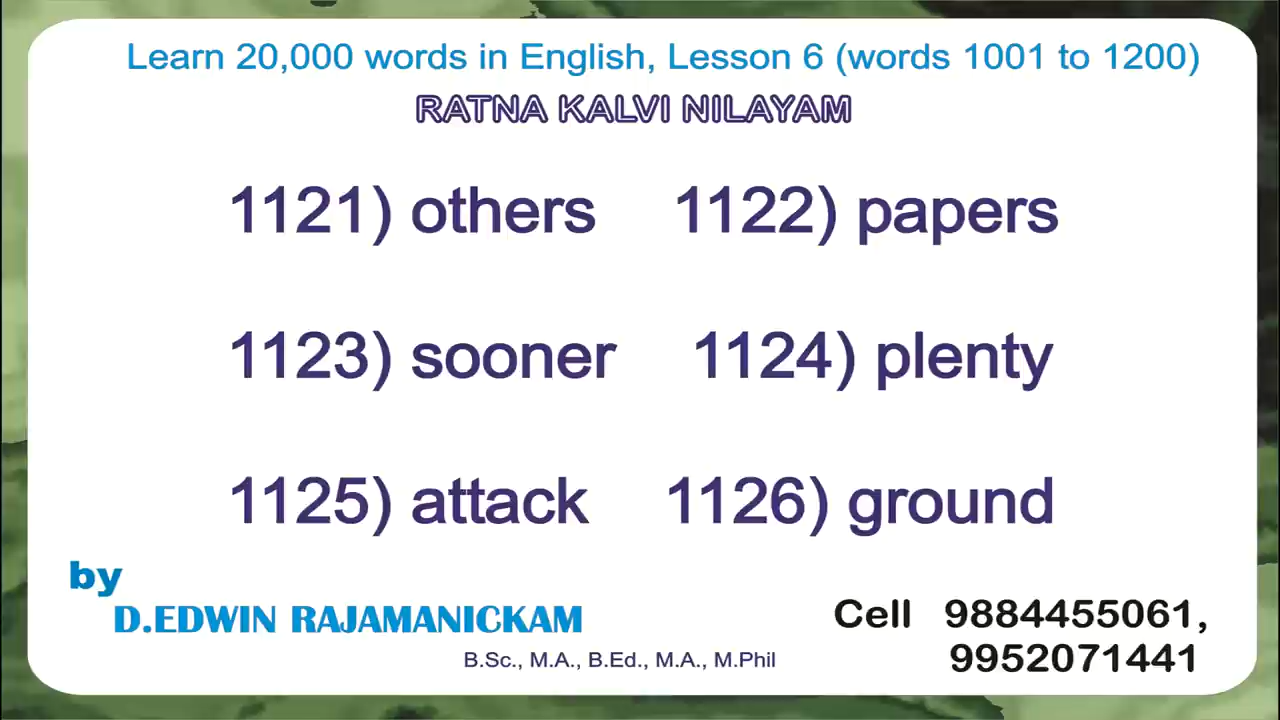 Learn 20,000 words in English, Lesson 6 (words 1001 to 1200)
RATNA KALVI NILAYAM
1121) others 1122) papers
1123) sooner 1124) plenty
1125) attack 1126) ground
by
D.EDWIN RAJAMANICKAM
B.Sc., M.A., B.Ed., M.A., M.Phil
Cell 9884455061,
9952071441